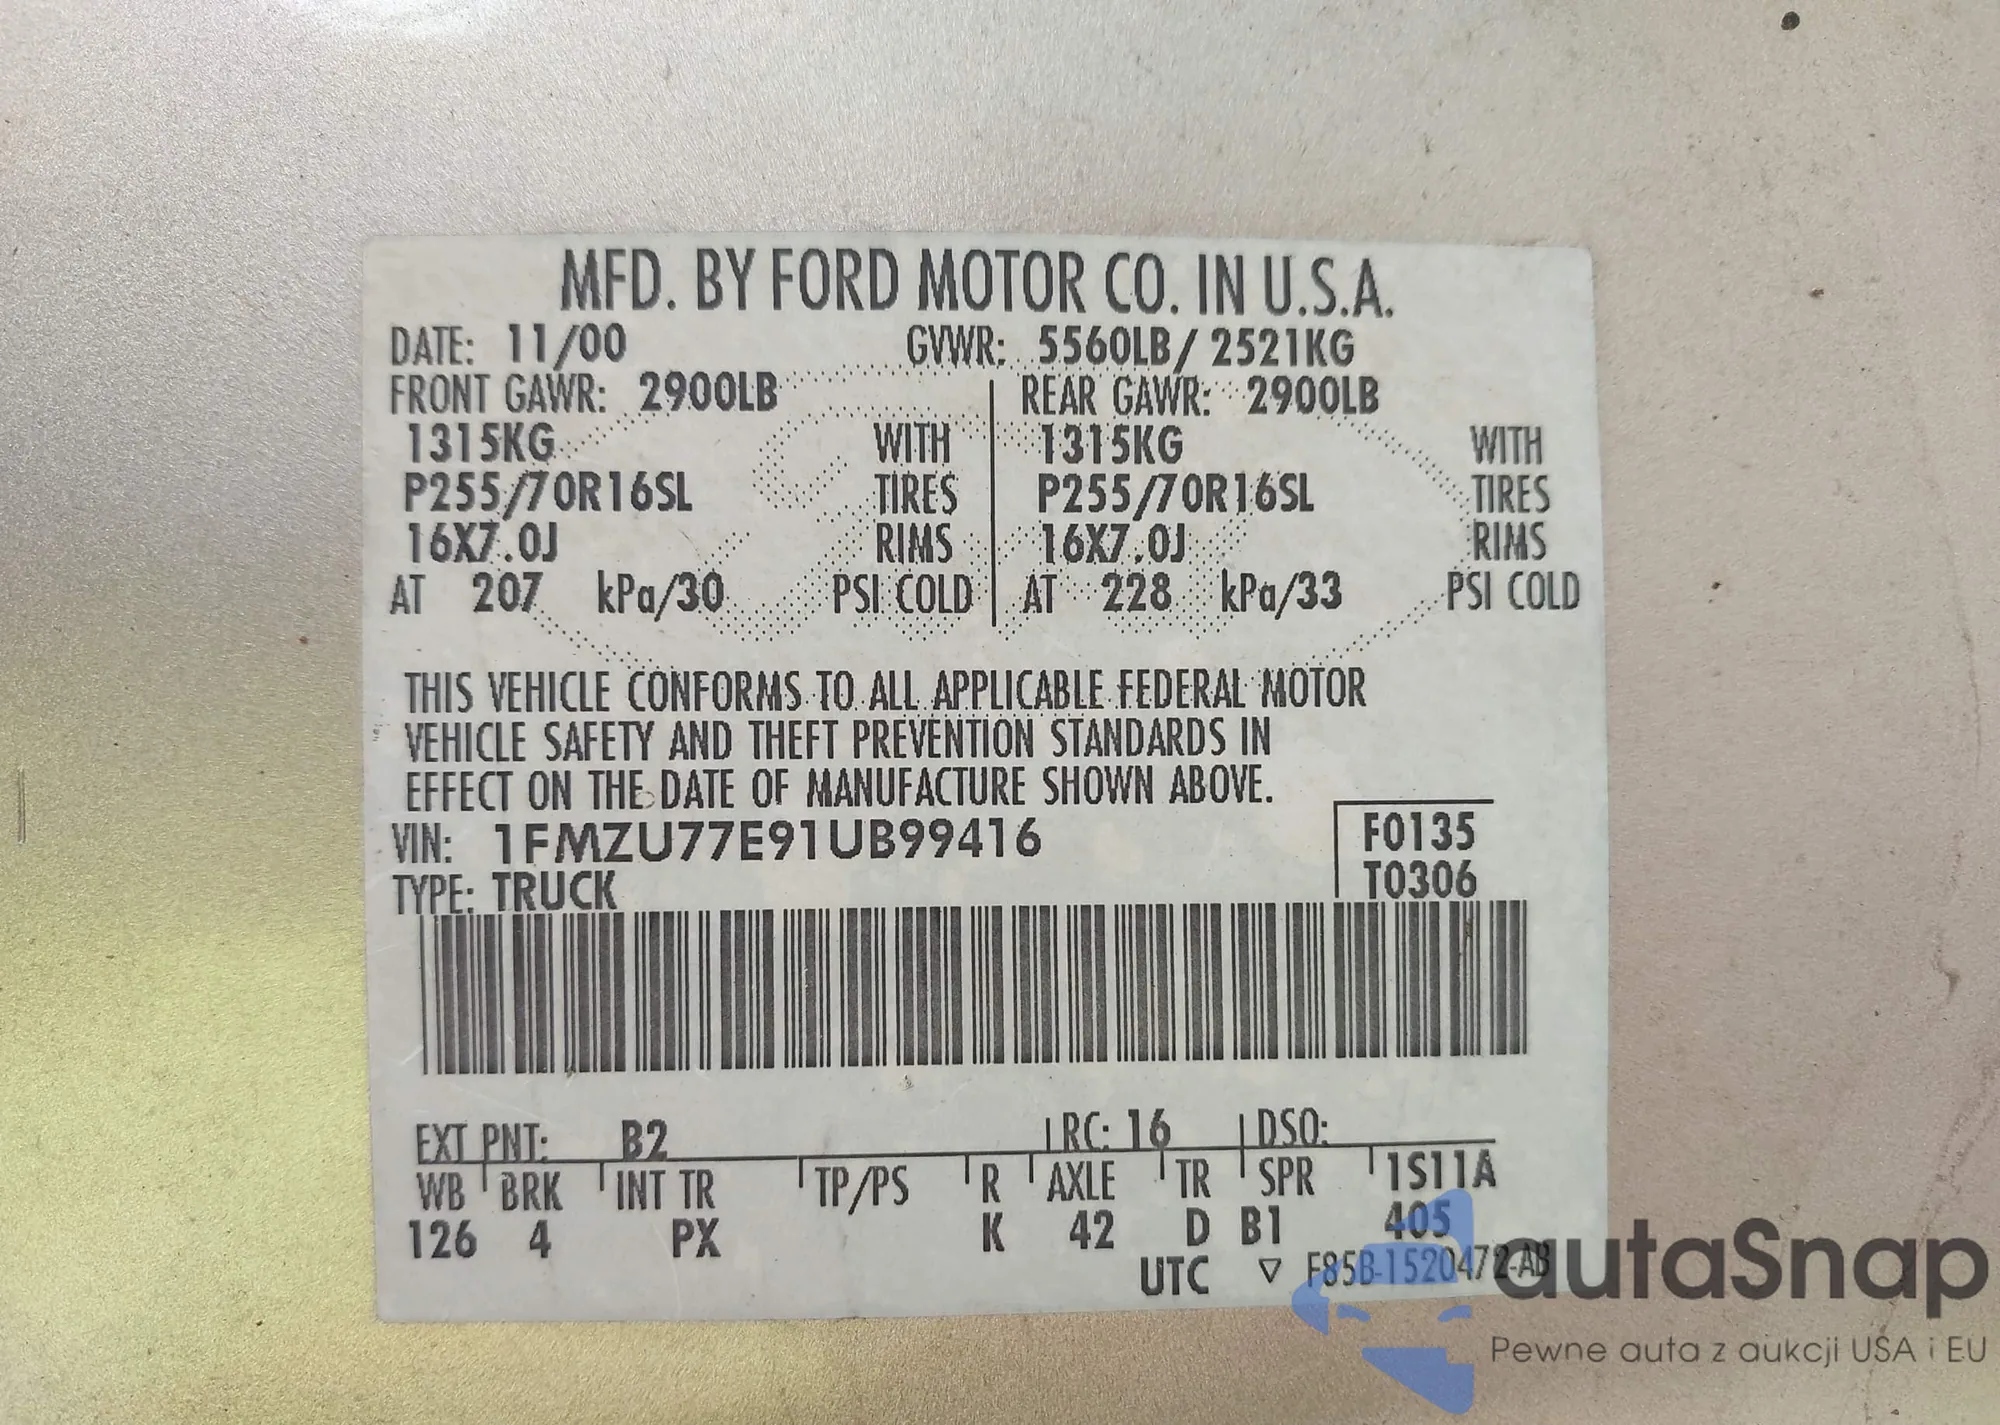 MFD. BY FORD MOTOR CO. IN U.S.A.
DATE: 11/00 GVWR: 5560LB/ 2521KG
FRONT GAWR: 2900LB REAR GAWR: 2900LB
1315KG WITH 1315KG WITH
P255/70R16SL TIRES P255/70R16SL TIRES
16X7.0J RIMS 16X7.0J RIMS
AT 207 kPa/30 PSI COLD AT 228 kPa/33 PSI COLD
THIS VEHICLE CONFORMS TO ALL APPLICABLE FEDERAL MOTOR
VEHICLE SAFETY AND THEFT PREVENTION STANDARDS IN
EFFECT ON THE DATE OF MANUFACTURE SHOWN ABOVE.
VIN: 1FMZU77E91UB99416 F0135
TYPE: TRUCK T0306
EXT PNT: B2 RC: 16 DSO:
WB BRK INT TR TP/PS R AXLE TR SPR 1S11A
126 4 PX K 42 D B1 405
UTC ▽ F85B-1520472-AB
autaSnap
Pewne auta z aukcji USA i EU